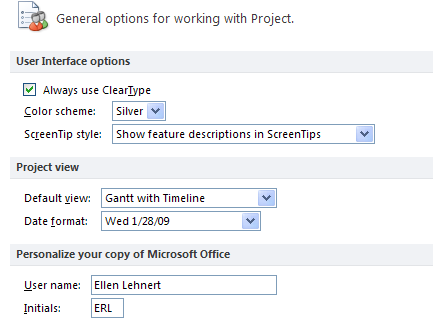 General options for working with Project.
User Interface options
Always use ClearType
Color scheme: Silver
ScreenTip style: Show feature descriptions in ScreenTips
Project view
Default view: Gantt with Timeline
Date format: Wed 1/28/09
Personalize your copy of Microsoft Office
User name: Ellen Lehnert
Initials: ERL